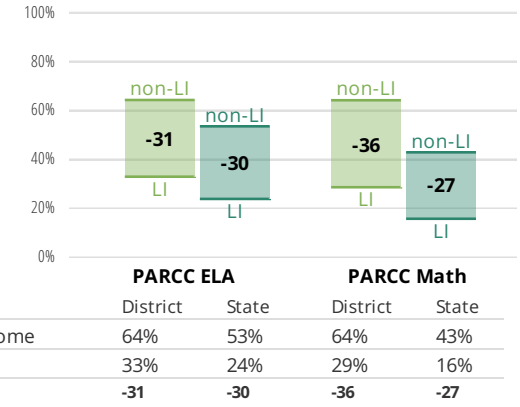 100%
80%
non-LI non-LI
60%
non-LI
non-LI
-31 -36
40%
-30
-27
LI
LI
20%
LI
LI
0%
PARCC ELA PARCC Math
District State District State
64% 53% 64% 43%
33% 24% 29% 16%
-31 -30 -36 -27